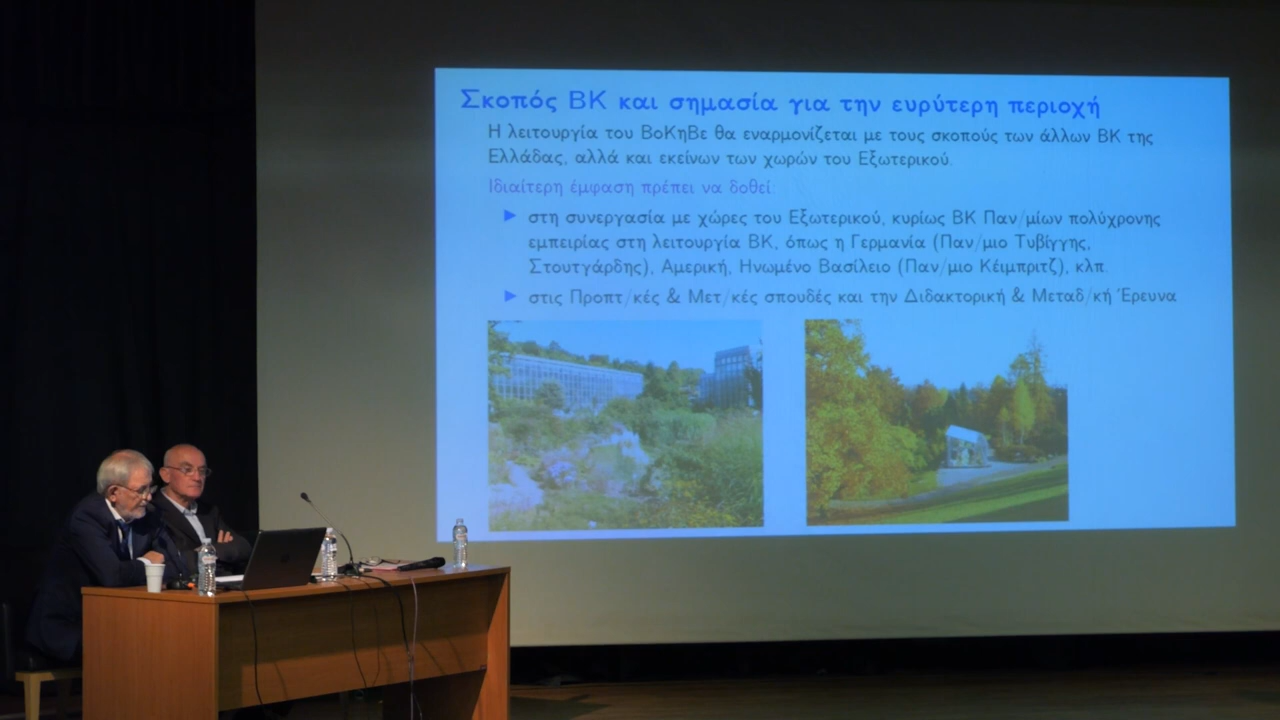 Σκοπός ΒΚ και σημασία για την ευρύτερη περιοχή
Η λειτουργία του ΒοΚηΒε θα εναρμονίζεται με τους σκοπούς των άλλων ΒΚ της
Ελλάδας, αλλά και εκείνων των χωρών του Εξωτερικού.
Ιδιαίτερη έμφαση πρέπει να δοθεί:
▶ στη συνεργασία με χώρες του Εξωτερικού, κυρίως ΒΚ Παν/μίων πολύχρονης
εμπειρίας στη λειτουργία ΒΚ, όπως η Γερμανία (Παν/μιο Τυβίγγης,
Στουτγάρδης), Αμερική, Ηνωμένο Βασίλειο (Παν/μιο Κέιμπριτζ), κλπ.
▶ στις Προπτ/κές & Μετ/κές σπουδές και την Διδακτορική & Μεταδ/κή Έρευνα